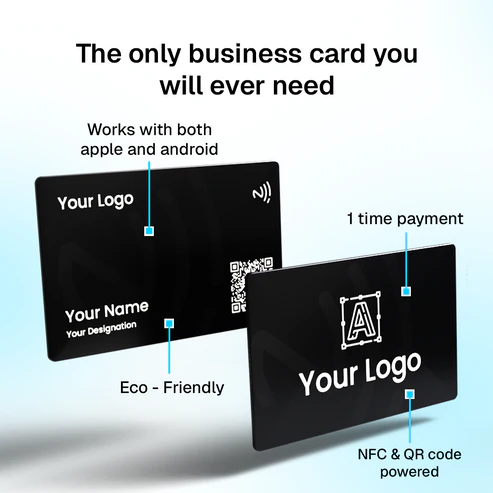 The only business card you
will ever need
Works with both
apple and android
Your Logo
1 time payment
Your Name
Your Designation
A
Your Logo
Eco - Friendly
NFC & QR code
powered